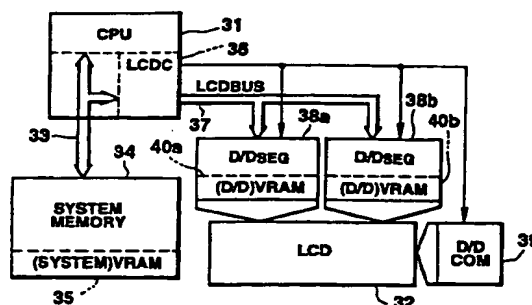 CPU
31
36
LCDC
LCDBUS
38a
38b
33
37
40a
40b
34
D/DSEG
D/DSEG
(D/D)VRAM
(D/D)VRAM
SYSTEM
MEMORY
LCD
D/D
COM
39
(SYSTEM)VRAM
35
32